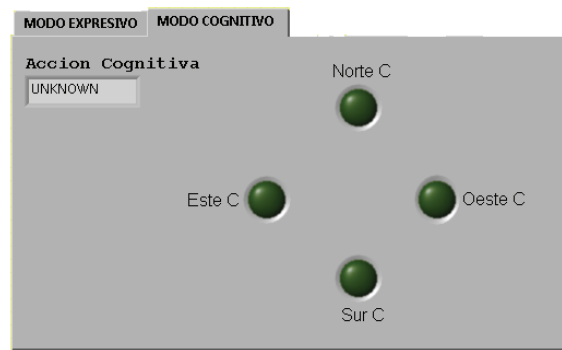 MODO EXPRESIVO MODO COGNITIVO
Accion Cognitiva
UNKNOWN
Norte C
Este C
Oeste C
Sur C